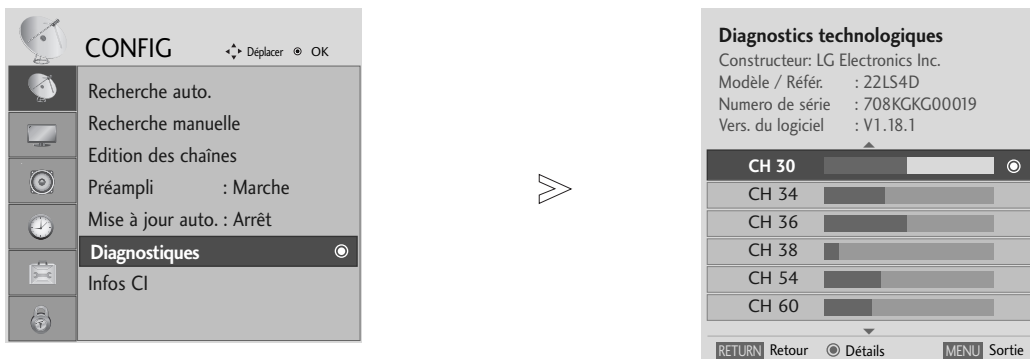 CONFIG
Déplacer OK
Recherche auto.
Recherche manuelle
Edition des chaînes
Préampli : Marche
Mise à jour auto. : Arrêt
Diagnostiques
Infos CI
Diagnostics technologiques
Constructeur: LG Electronics Inc.
Modèle / Référ. : 22LS4D
Numero de série : 708KGKG00019
Vers. du logiciel : V1.18.1
CH 30
CH 34
CH 36
CH 38
CH 54
CH 60
RETURN Retour Détails MENU Sortie